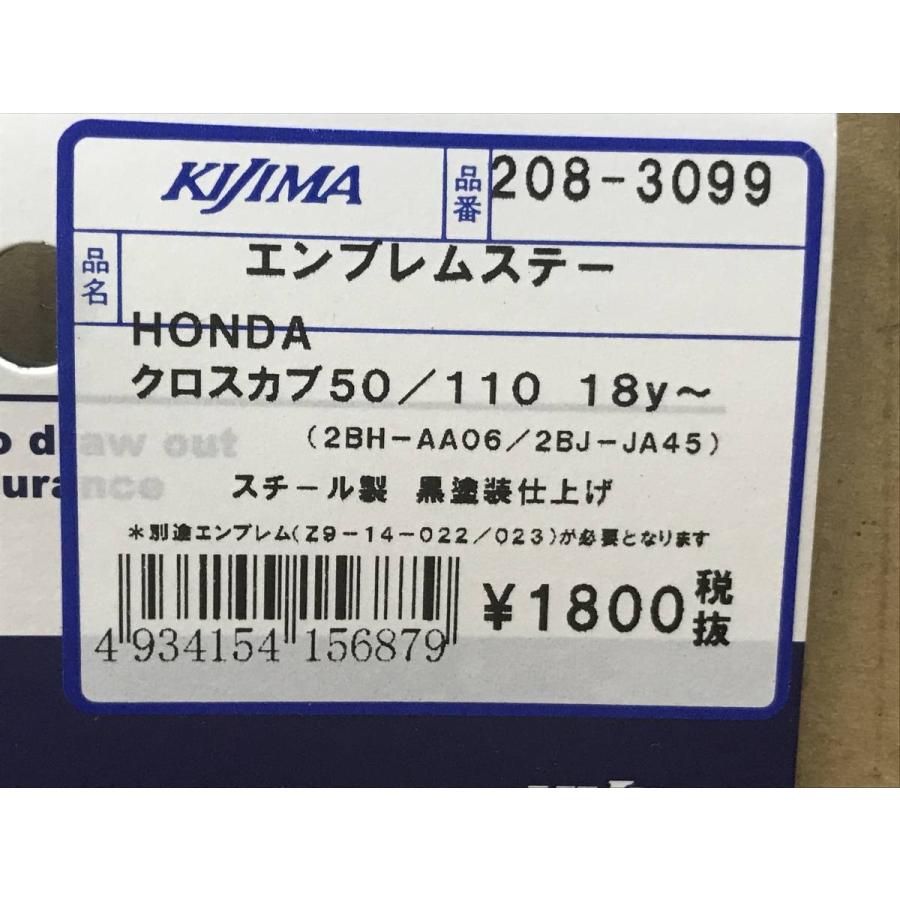 KIJIMA 品番 208-3099
品名 エンブレムステー
HONDA
クロスカブ50/110 18y~
(2BH-AA06/2BJ-JA45)
draw out
urance
スチール製 黒塗装仕上げ
*別途エンブレム(Z9-14-022/023)が必要となります
¥1800 税抜
4 934154 156879